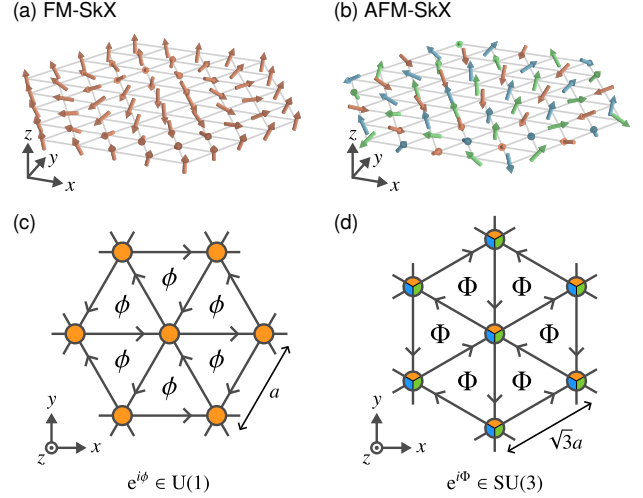 (a) FM-SkX
(b) AFM-SkX
z
y
x
z
y
x
(c)
(d)
ϕ
ϕ
ϕ
ϕ
ϕ
ϕ
a
y
z
x
Φ
Φ
Φ
Φ
Φ
Φ
√3a
y
z
x
e^{iϕ} ∈ U(1)
e^{iΦ} ∈ SU(3)